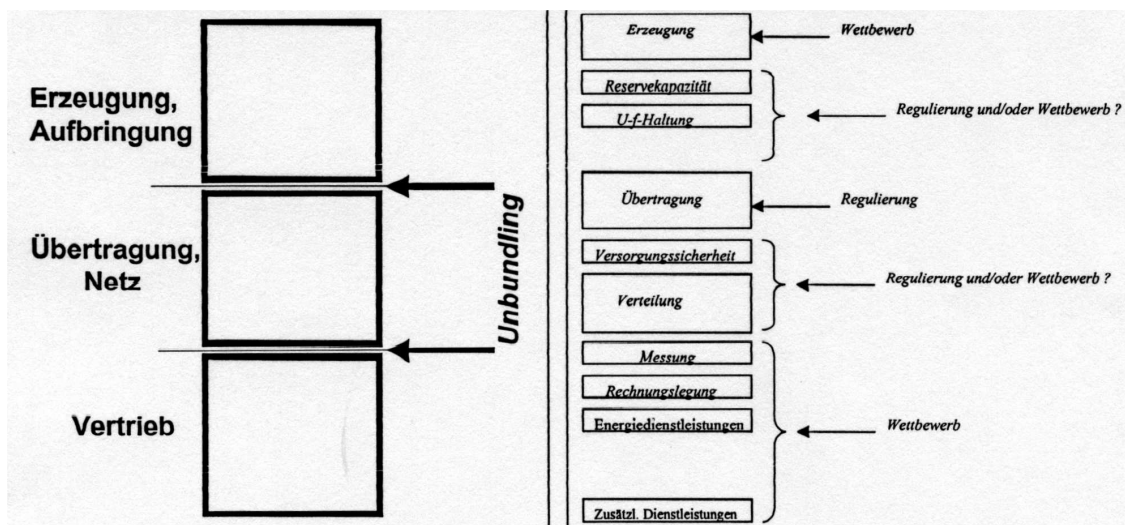 Erzeugung,
Aufbringung
Übertragung,
Netz
Vertrieb
Unbundling
Erzeugung
Wettbewerb
Reservekapazität
U-f-Haltung
Regulierung und/oder Wettbewerb ?
Übertragung
Regulierung
Versorgungssicherheit
Verteilung
Regulierung und/oder Wettbewerb ?
Messung
Rechnungslegung
Energiedienstleistungen
Wettbewerb
Zusätzl. Dienstleistungen